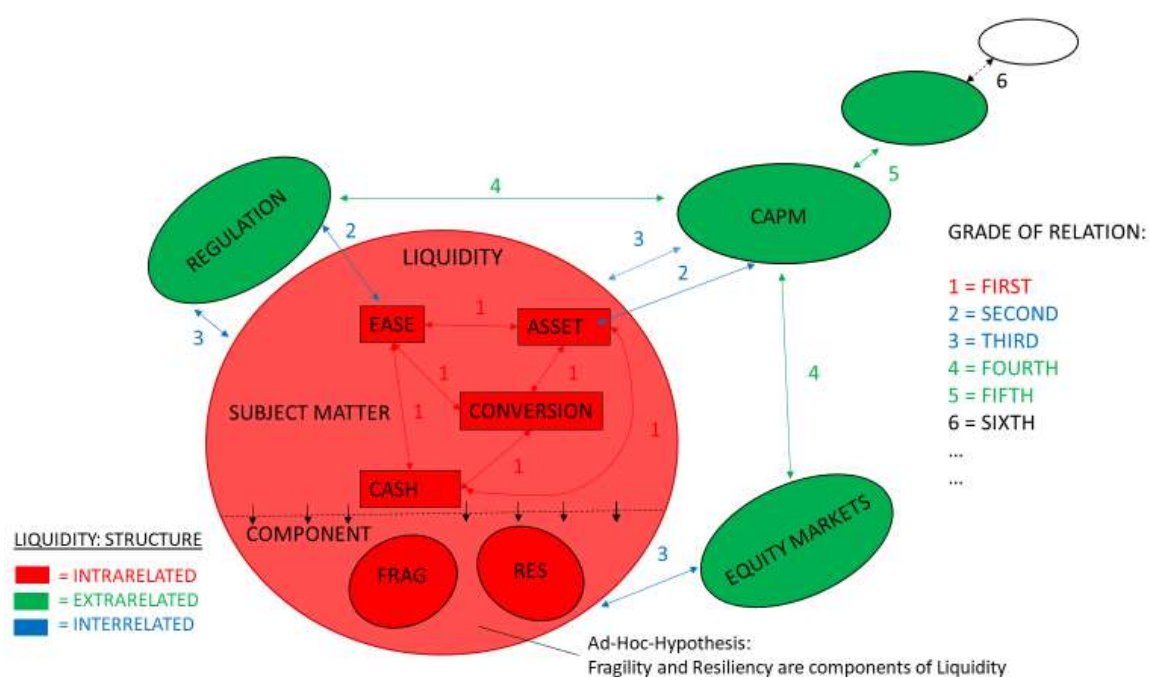 6
5
4
CAPM
REGULATION
2
3
2
GRADE OF RELATION:
LIQUIDITY
1 = FIRST
2 = SECOND
3 = THIRD
4 = FOURTH
5 = FIFTH
6 = SIXTH
...
...
3
1
EASE
ASSET
1
1
4
SUBJECT MATTER
1
CONVERSION
1
1
CASH
COMPONENT
LIQUIDITY: STRUCTURE
= INTRARELATED
= EXTRARELATED
= INTERRELATED
FRAG
RES
3
EQUITY MARKETS
Ad-Hoc-Hypothesis:
Fragility and Resiliency are components of Liquidity